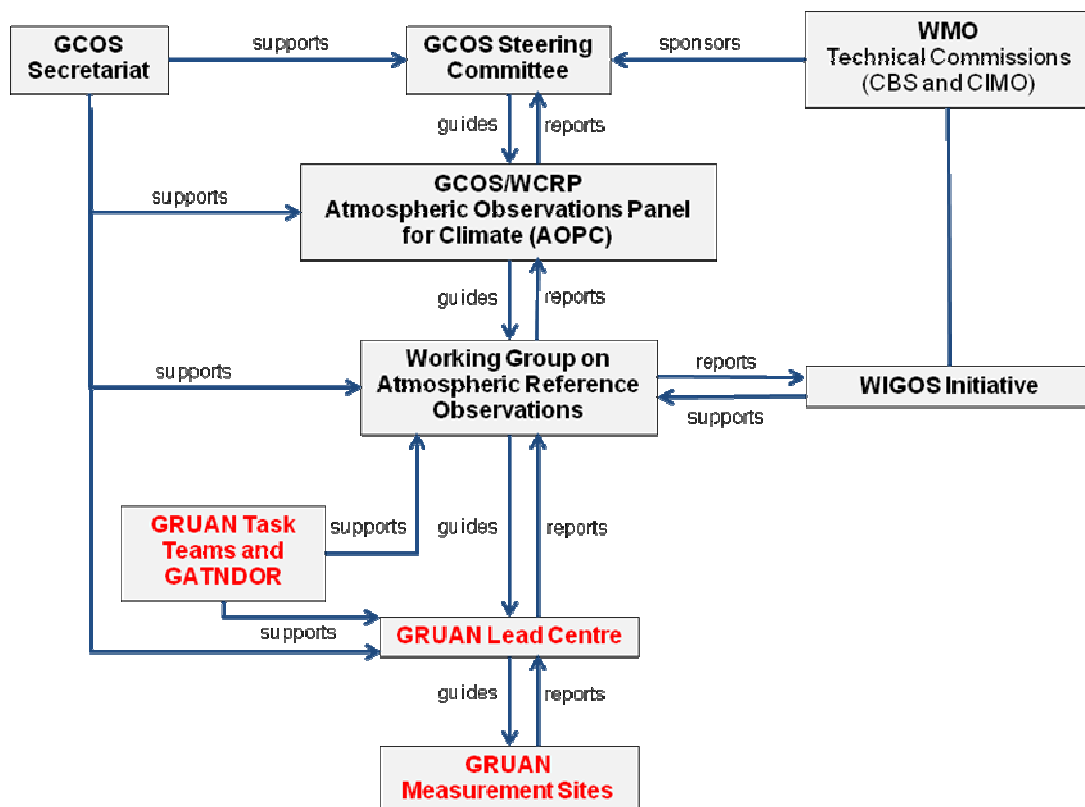 GCOS
Secretariat
supports
GCOS Steering
Committee
sponsors
WMO
Technical Commissions
(CBS and CIMO)
guides
reports
supports
GCOS/WCRP
Atmospheric Observations Panel
for Climate (AOPC)
guides
reports
supports
Working Group on
Atmospheric Reference
Observations
reports
supports
WIGOS Initiative
GRUAN Task
Teams and
GATNDOR
supports
guides
reports
supports
GRUAN Lead Centre
guides
reports
GRUAN
Measurement Sites